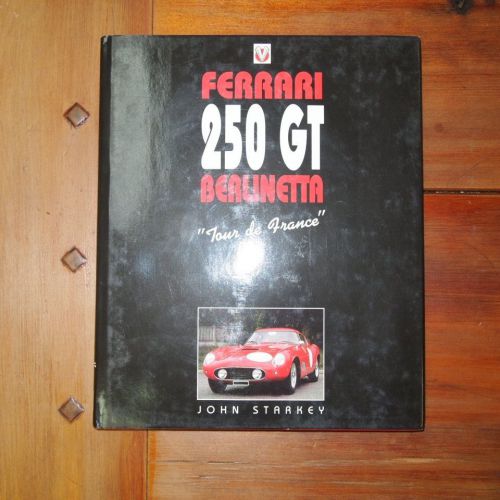 FERRARI
250 GT
BERLINETTA
"Tour de France"
JOHN STARKEY